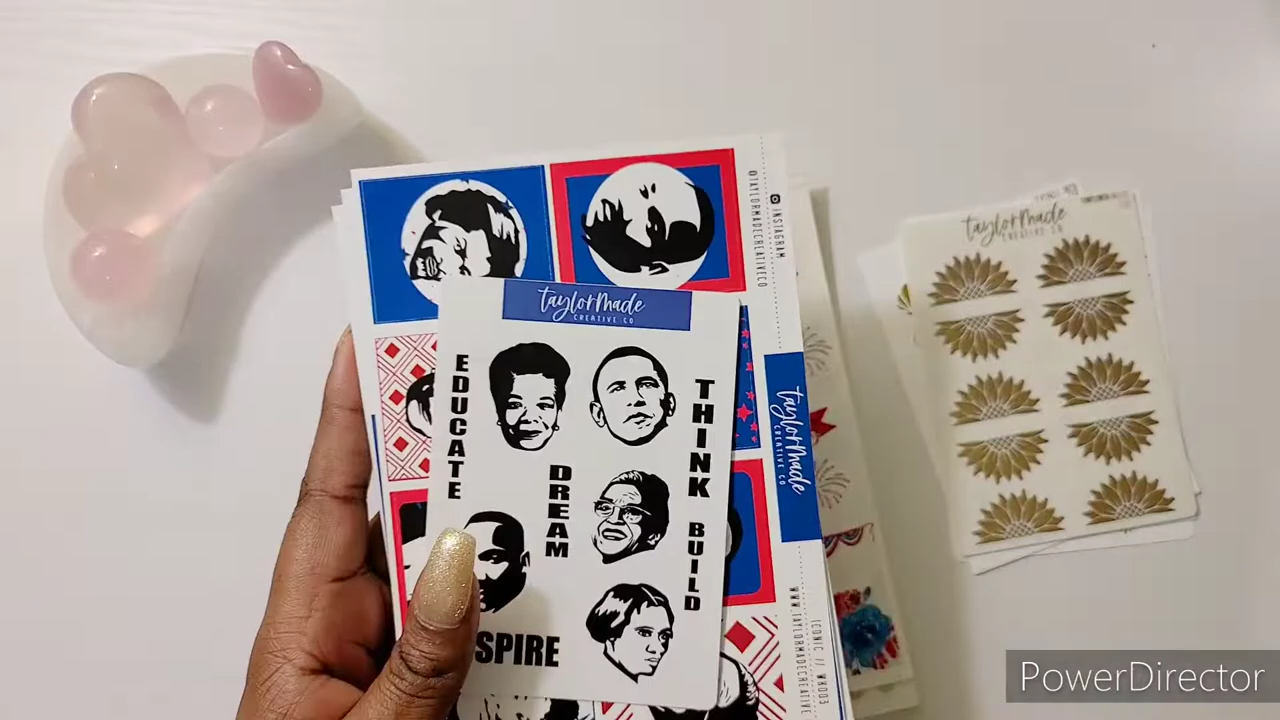 taylormade
CREATIVE CO
EDUCATE
THINK
DREAM
BUILD
SPIRE
@TAYLORMADECREATIVECO
INSTAGRAM
taylormade
CREATIVE CO
WWW.TAYLORMADECREATIVE
ICONIC // WK003
taylormade
CREATIVE CO
PowerDirector